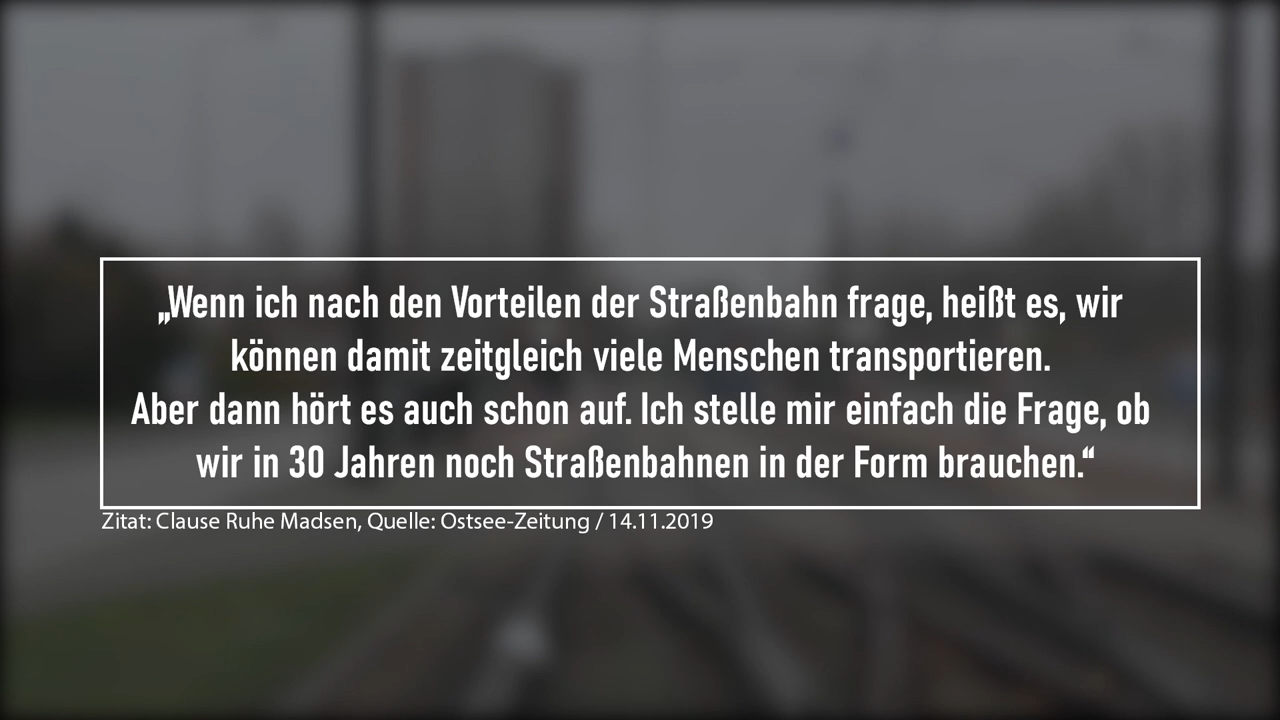 „Wenn ich nach den Vorteilen der Straßenbahn frage, heißt es, wir
können damit zeitgleich viele Menschen transportieren.
Aber dann hört es auch schon auf. Ich stelle mir einfach die Frage, ob
wir in 30 Jahren noch Straßenbahnen in der Form brauchen.“
Zitat: Clause Ruhe Madsen, Quelle: Ostsee-Zeitung / 14.11.2019